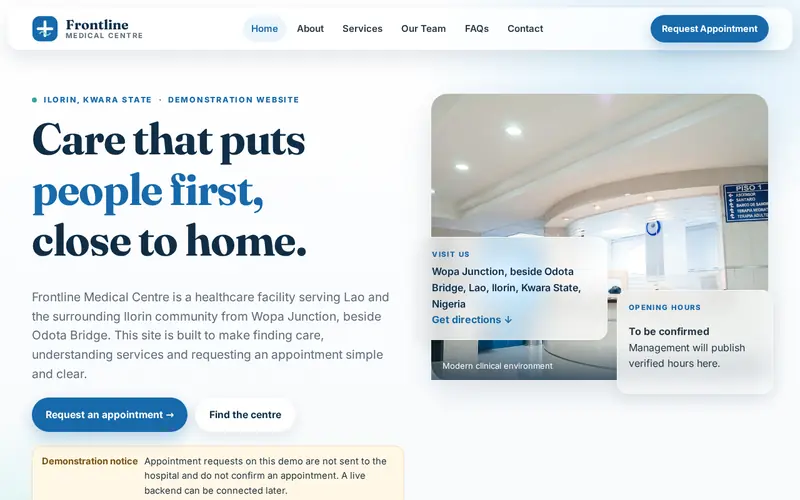 Frontline
MEDICAL CENTRE
Home
About
Services
Our Team
FAQs
Contact
Request Appointment
ILORIN, KWARA STATE · DEMONSTRATION WEBSITE
Care that puts
people first,
close to home.
Frontline Medical Centre is a healthcare facility serving Lao and
the surrounding Ilorin community from Wopa Junction, beside
Odota Bridge. This site is built to make finding care,
understanding services and requesting an appointment simple
and clear.
Request an appointment →
Find the centre
Demonstration notice
Appointment requests on this demo are not sent to the
hospital and do not confirm an appointment. A live
backend can be connected later.
PISO 1
ASCENSOR
SANITARIO
TERAPIA ADULTO
VISIT US
Wopa Junction, beside Odota
Bridge, Lao, Ilorin, Kwara State,
Nigeria
Get directions ↓
OPENING HOURS
To be confirmed
Management will publish
verified hours here.
Modern clinical environment